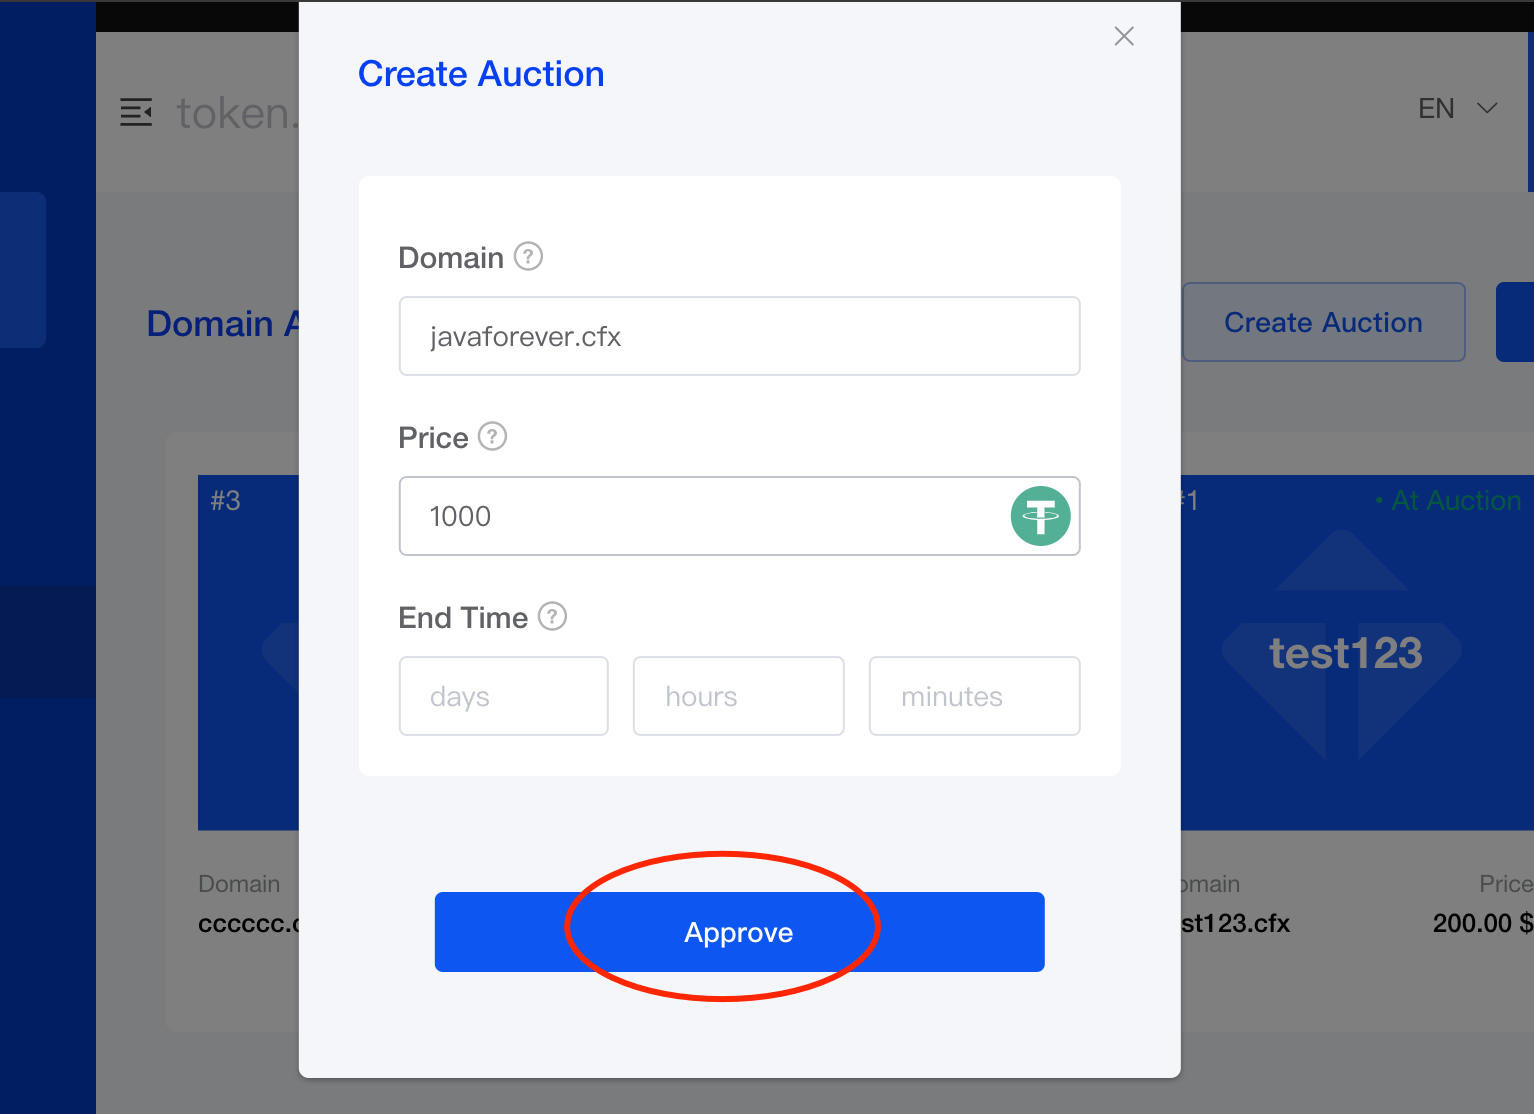 Create Auction
token.
EN
Domain ?
javaforever.cfx
Domain A
Create Auction
Price ?
1000
#3
#1
• At Auction
End Time ?
days
hours
minutes
test123
Domain
omain
Price
cccccc.c
st123.cfx
200.00 $
Approve